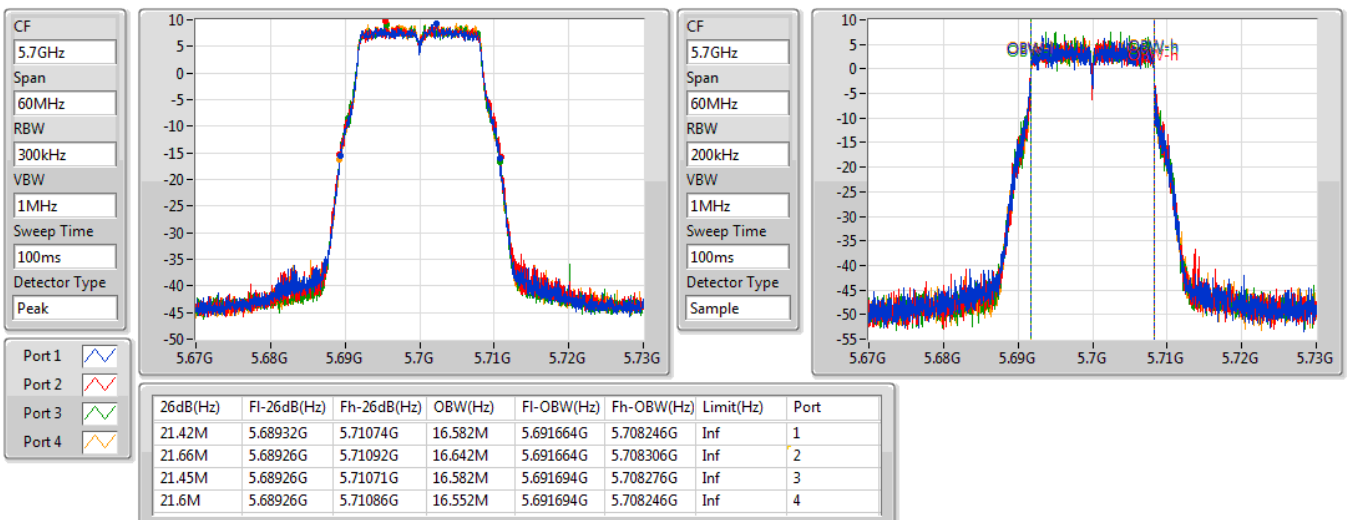 CF
5.7GHz
Span
60MHz
RBW
300kHz
VBW
1MHz
Sweep Time
100ms
Detector Type
Peak
10
5
0
-5
-10
-15
-20
-25
-30
-35
-40
-45
-50
5.67G 5.68G 5.69G 5.7G 5.71G 5.72G 5.73G
CF
5.7GHz
Span
60MHz
RBW
200kHz
VBW
1MHz
Sweep Time
100ms
Detector Type
Sample
10
5
0
-5
-10
-15
-20
-25
-30
-35
-40
-45
-50
-55
OBW-h
5.67G 5.68G 5.69G 5.7G 5.71G 5.72G 5.73G
Port 1
Port 2
Port 3
Port 4
26dB(Hz) Fl-26dB(Hz) Fh-26dB(Hz) OBW(Hz) Fl-OBW(Hz) Fh-OBW(Hz) Limit(Hz) Port
21.42M 5.68932G 5.71074G 16.582M 5.691664G 5.708246G Inf 1
21.66M 5.68926G 5.71092G 16.642M 5.691664G 5.708306G Inf 2
21.45M 5.68926G 5.71071G 16.582M 5.691694G 5.708276G Inf 3
21.6M 5.68926G 5.71086G 16.552M 5.691694G 5.708246G Inf 4